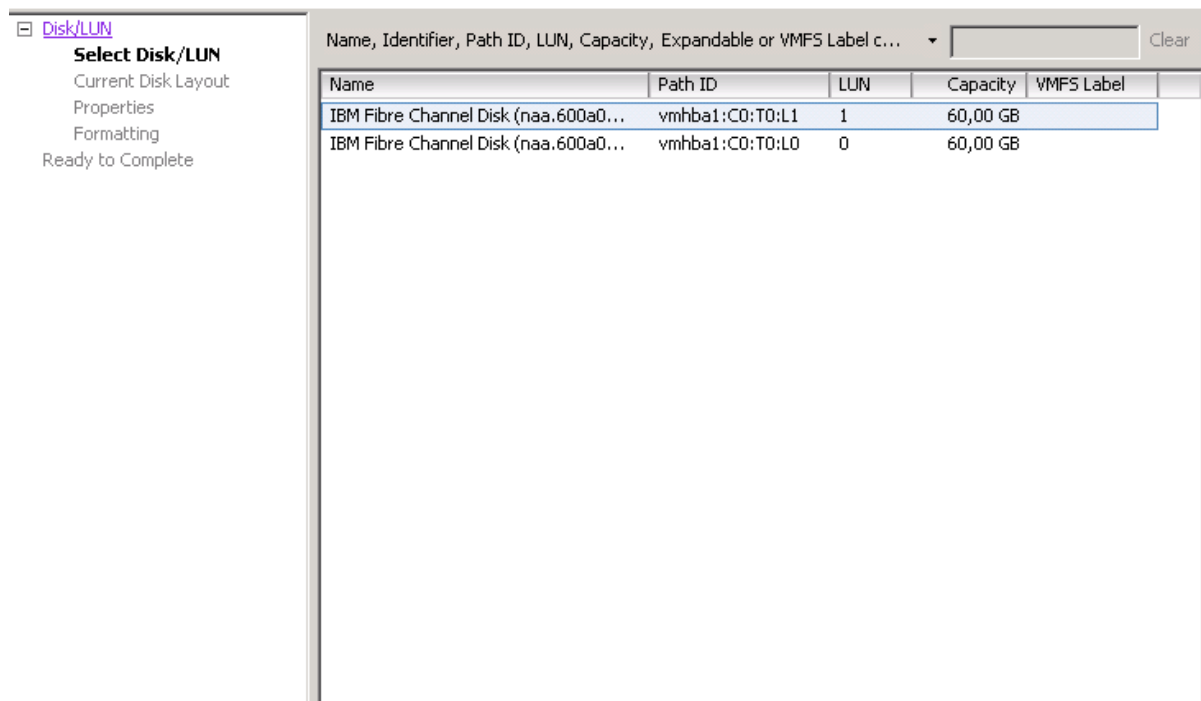 Disk/LUN
Select Disk/LUN
Current Disk Layout
Properties
Formatting
Ready to Complete
Name, Identifier, Path ID, LUN, Capacity, Expandable or VMFS Label c... Clear
Name Path ID LUN Capacity VMFS Label
IBM Fibre Channel Disk (naa.600a0... vmhba1:C0:T0:L1 1 60,00 GB
IBM Fibre Channel Disk (naa.600a0... vmhba1:C0:T0:L0 0 60,00 GB